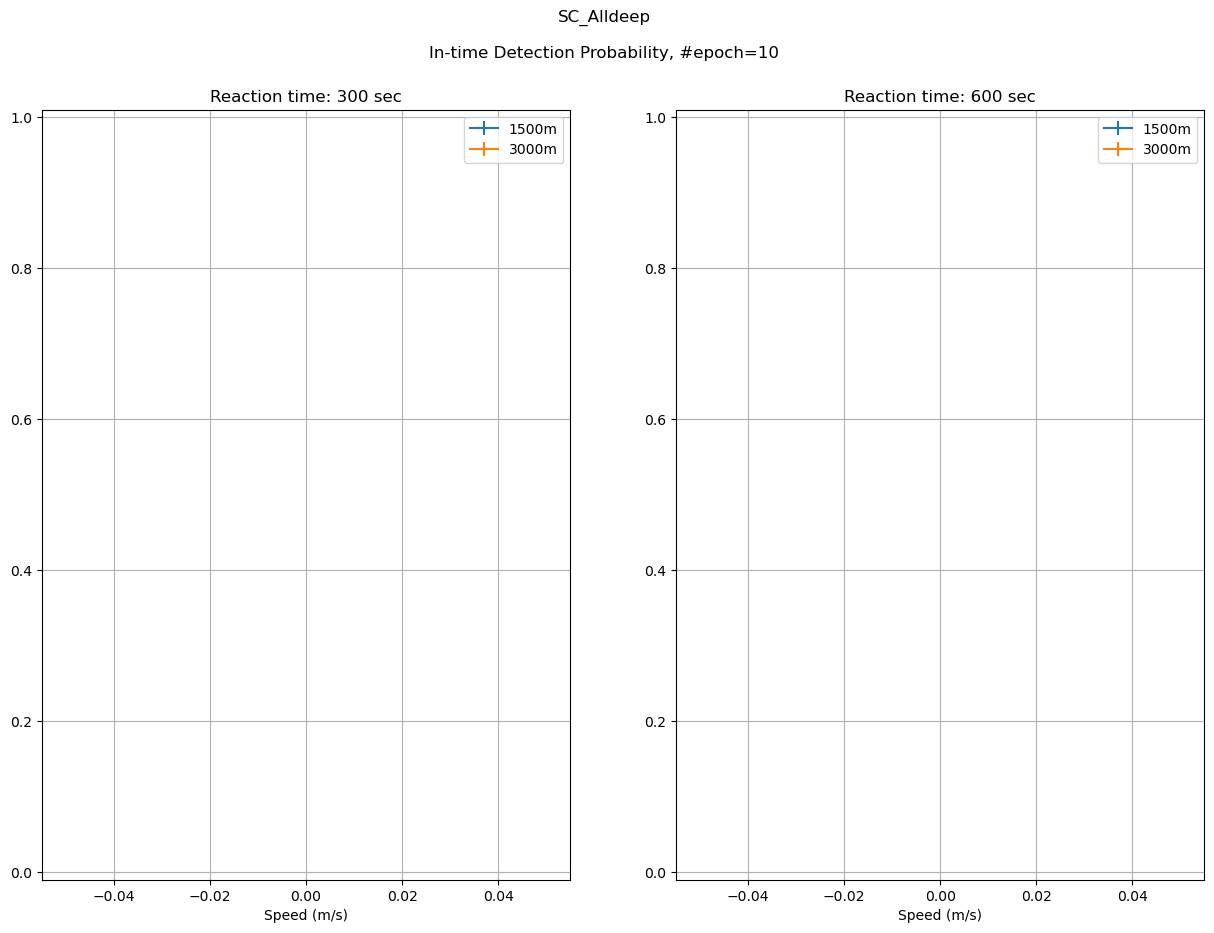 SC_Alldeep
In-time Detection Probability, #epoch=10
Reaction time: 300 sec
1500m
3000m
1.0
0.8
0.6
0.4
0.2
0.0
−0.04 −0.02 0.00 0.02 0.04
Speed (m/s)
Reaction time: 600 sec
1500m
3000m
1.0
0.8
0.6
0.4
0.2
0.0
−0.04 −0.02 0.00 0.02 0.04
Speed (m/s)